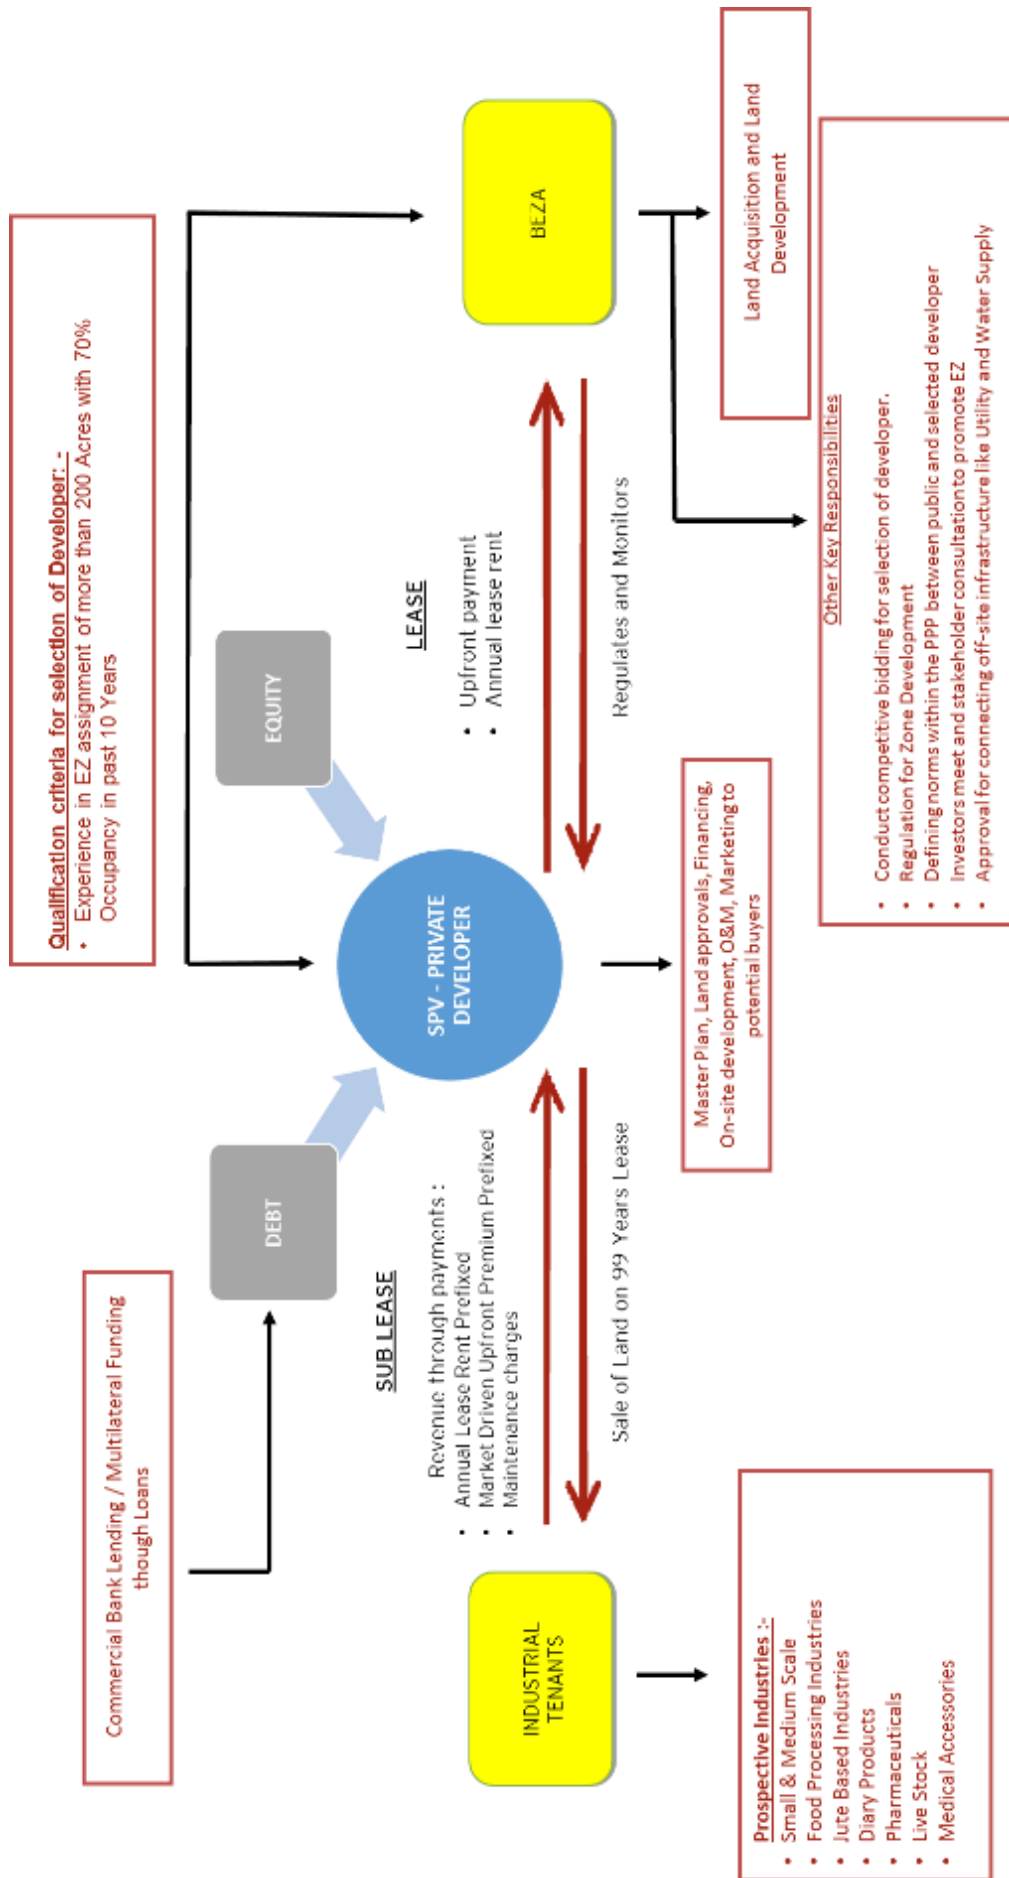 Commercial Bank Lending / Multilateral Funding
though Loans
Qualification criteria for selection of Developer: -
• Experience in EZ assignment of more than 200 Acres with 70%
Occupancy in past 10 Years
DEBT
EQUITY
SUB LEASE
Revenue through payments :
• Annual Lease Rent Prefixed
• Market Driven Upfront Premium Prefixed
• Maintenance charges
SPV - PRIVATE
DEVELOPER
LEASE
• Upfront payment
• Annual lease rent
INDUSTRIAL
TENANTS
BEZA
Sale of Land on 99 Years Lease
Regulates and Monitors
Prospective Industries :-
• Small & Medium Scale
• Food Processing Industries
• Jute Based Industries
• Diary Products
• Pharmaceuticals
• Live Stock
• Medical Accessories
Master Plan, Land approvals, Financing,
On-site development, O&M, Marketing to
potential buyers
Land Acquisition and Land
Development
Other Key Responsibilities
• Conduct competitive bidding for selection of developer.
• Regulation for Zone Development
• Defining norms within the PPP between public and selected developer
• Investors meet and stakeholder consultation to promote EZ
• Approval for connecting off-site infrastructure like Utility and Water Supply